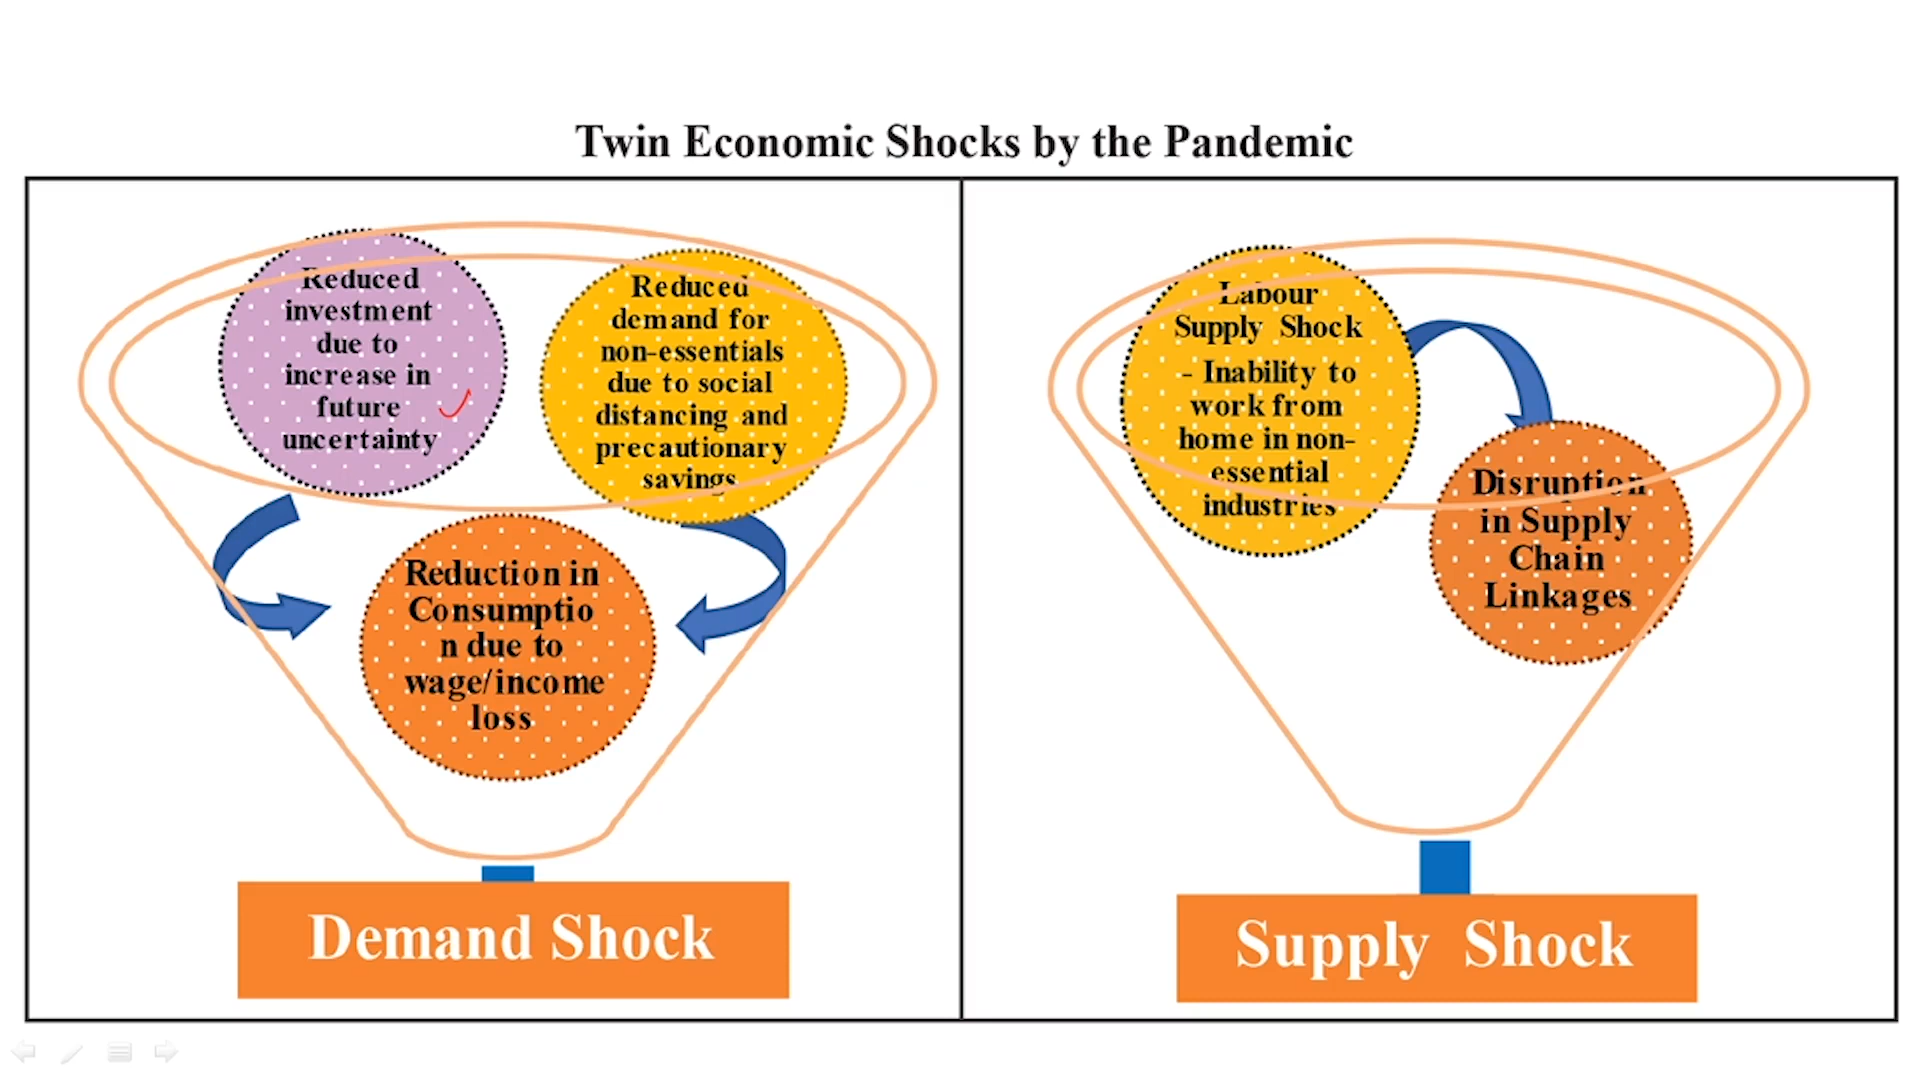 Twin Economic Shocks by the Pandemic
Reduced
investment
due to
increase in
future
uncertainty
Reduced
demand for
non-essentials
due to social
distancing and
precautionary
savings
Reduction in
Consumptio
n due to
wage/income
loss
Demand Shock
Labour
Supply Shock
- Inability to
work from
home in non-
essential
industries
Disruption
in Supply
Chain
Linkages
Supply Shock